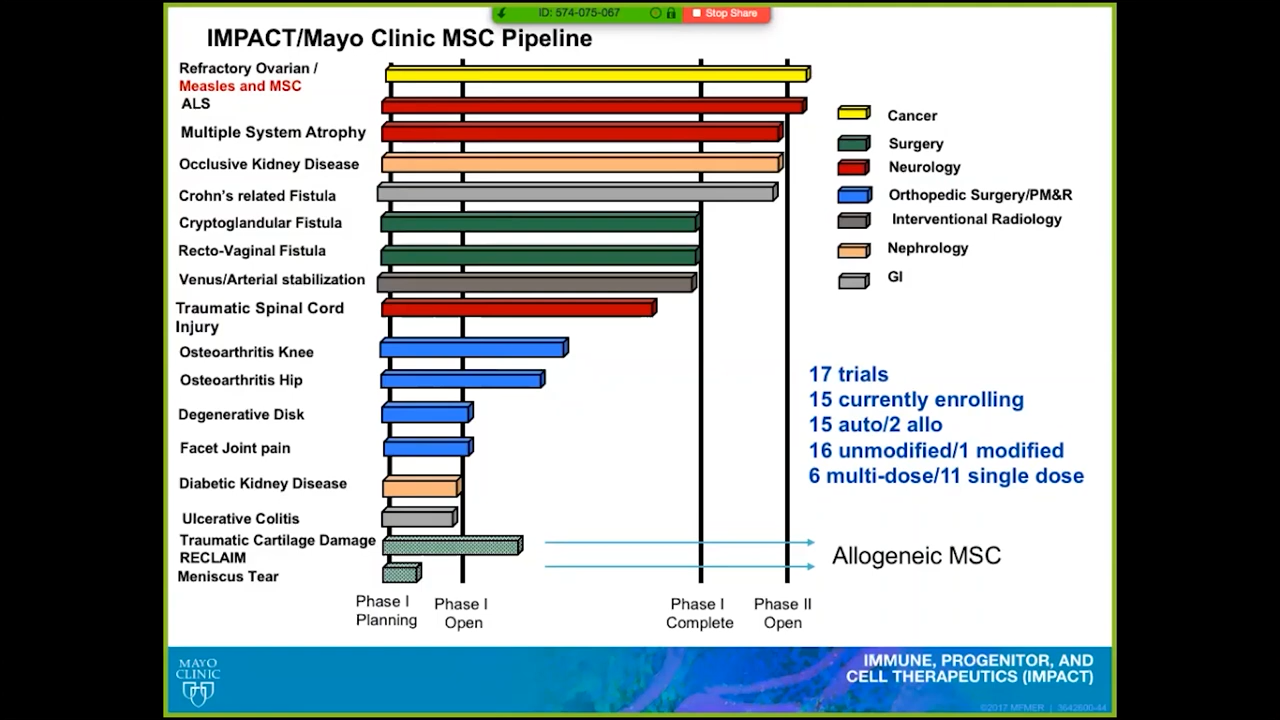 ID: 574-075-067
Stop Share
IMPACT/Mayo Clinic MSC Pipeline
Refractory Ovarian /
Measles and MSC
ALS
Multiple System Atrophy
Occlusive Kidney Disease
Crohn's related Fistula
Cryptoglandular Fistula
Recto-Vaginal Fistula
Venus/Arterial stabilization
Traumatic Spinal Cord
Injury
Osteoarthritis Knee
Osteoarthritis Hip
Degenerative Disk
Facet Joint pain
Diabetic Kidney Disease
Ulcerative Colitis
Traumatic Cartilage Damage
RECLAIM
Meniscus Tear
Phase I
Planning
Phase I
Open
Phase I
Complete
Phase II
Open
Cancer
Surgery
Neurology
Orthopedic Surgery/PM&R
Interventional Radiology
Nephrology
GI
17 trials
15 currently enrolling
15 auto/2 allo
16 unmodified/1 modified
6 multi-dose/11 single dose
Allogeneic MSC
MAYO
CLINIC
IMMUNE, PROGENITOR, AND
CELL THERAPEUTICS (IMPACT)
©2017 MFMER | 3642600-44